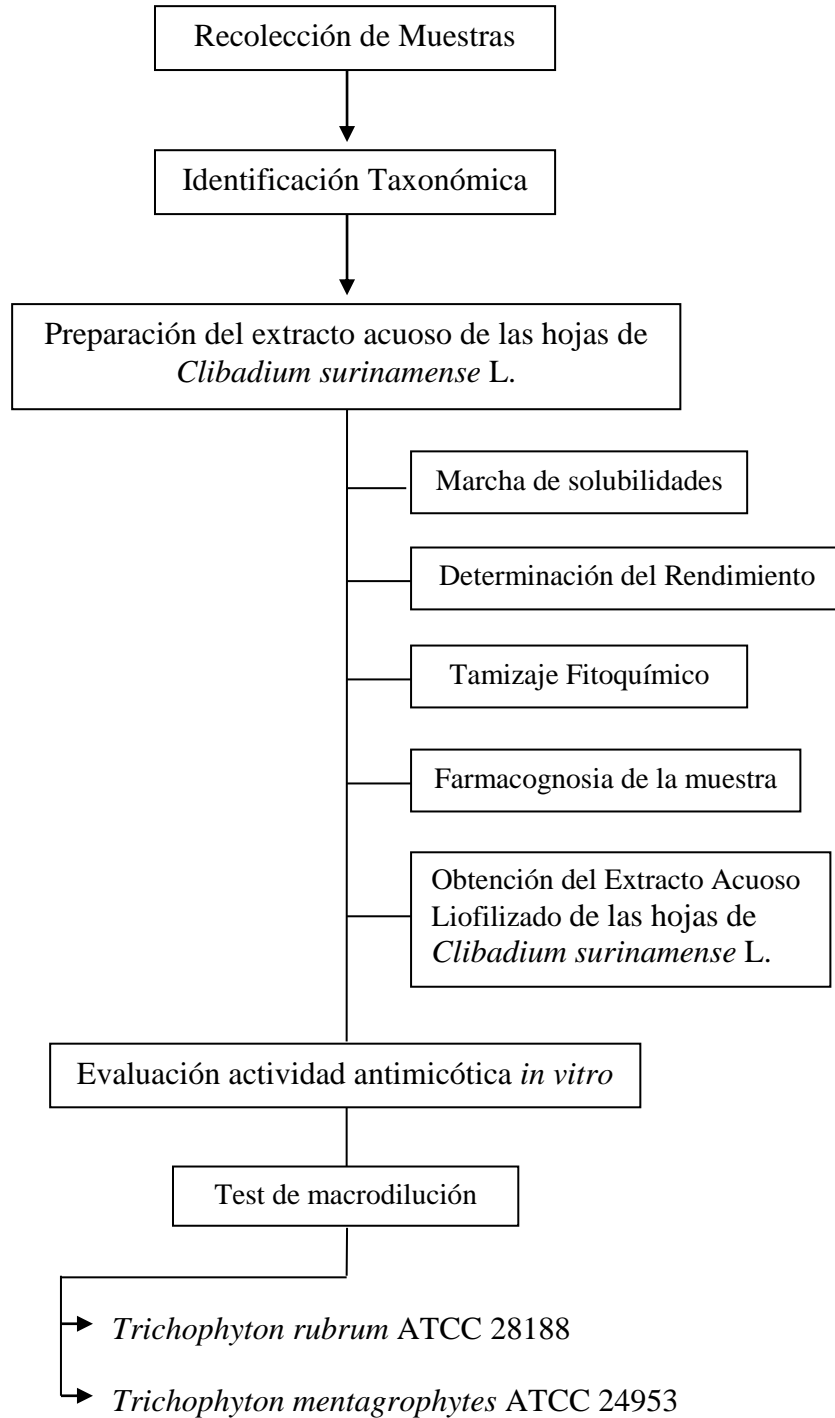 Recolección de Muestras
Identificación Taxonómica
Preparación del extracto acuoso de las hojas de
Clibadium surinamense L.
Marcha de solubilidades
Determinación del Rendimiento
Tamizaje Fitoquímico
Farmacognosia de la muestra
Obtención del Extracto Acuoso
Liofilizado de las hojas de
Clibadium surinamense L.
Evaluación actividad antimicótica in vitro
Test de macrodilución
Trichophyton rubrum ATCC 28188
Trichophyton mentagrophytes ATCC 24953